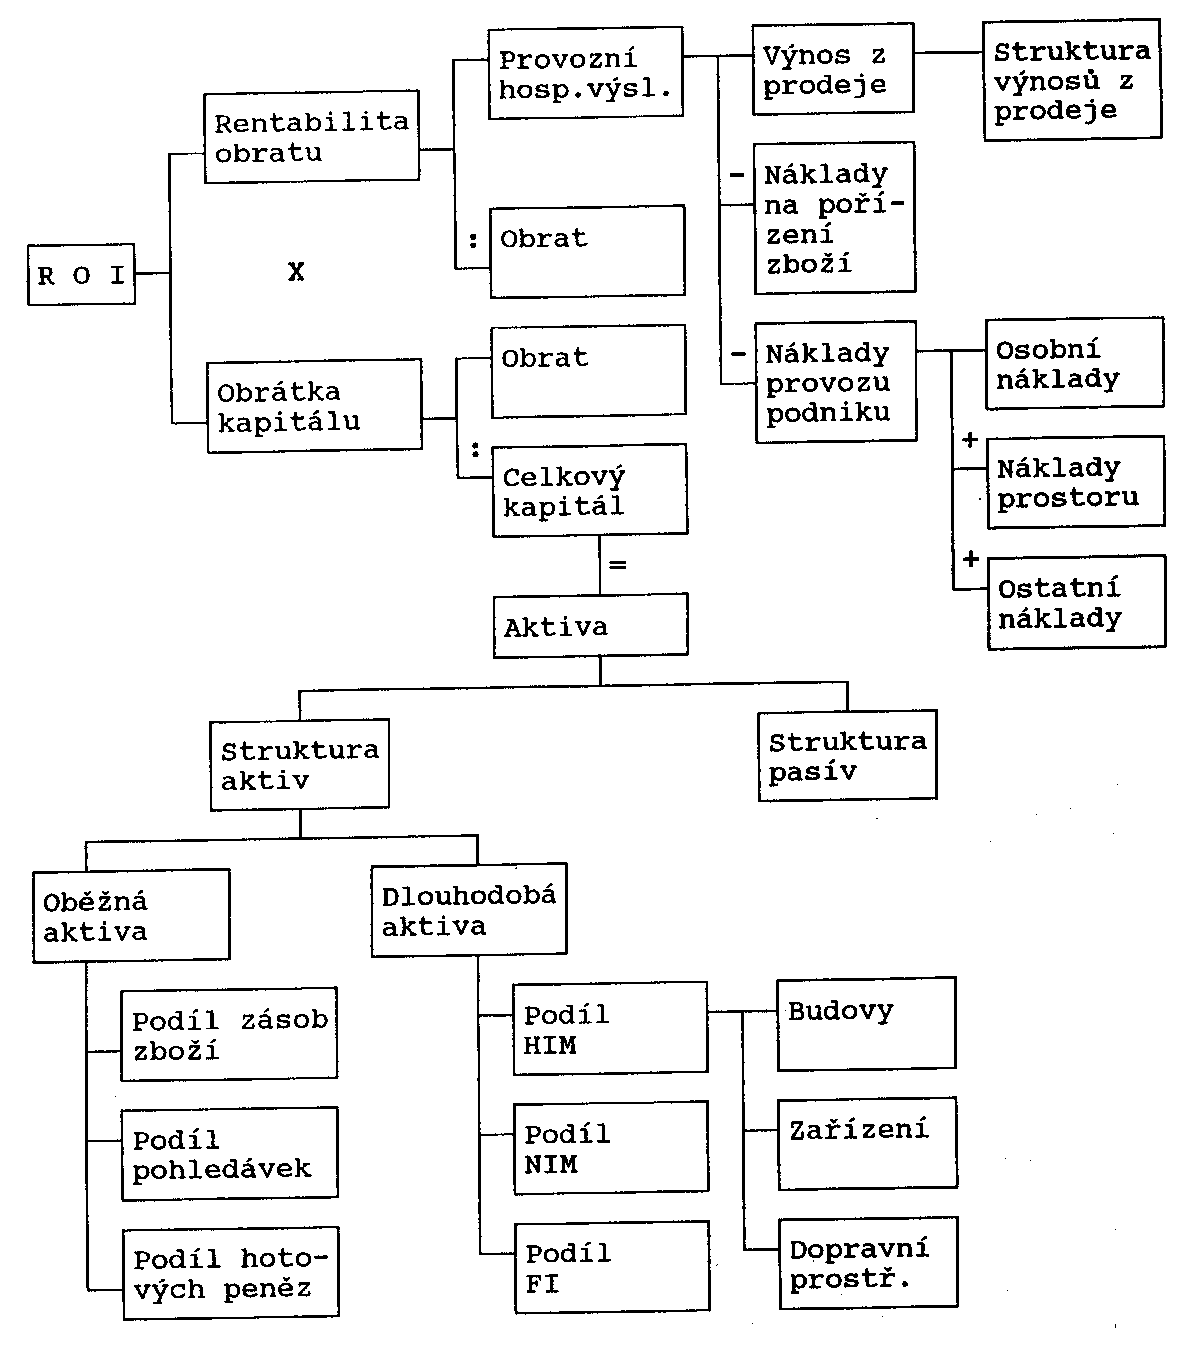 Provozní
hosp.výsl.
Výnos z
prodeje
Struktura
výnosů z
prodeje
Rentabilita
obratu
-
Náklady
na poří-
zení
zboží
:
Obrat
R O I
X
Obrat
-
Náklady
provozu
podniku
Osobní
náklady
Obrátka
kapitálu
:
Celkový
kapitál
+
Náklady
prostoru
=
+
Ostatní
náklady
Aktiva
Struktura
aktiv
Struktura
pasív
Oběžná
aktiva
Dlouhodobá
aktiva
Podíl zásob
zboží
Podíl
HIM
Budovy
Podíl
pohledávek
Podíl
NIM
Zařízení
Podíl hoto-
vých peněz
Podíl
FI
Dopravní
prostř.